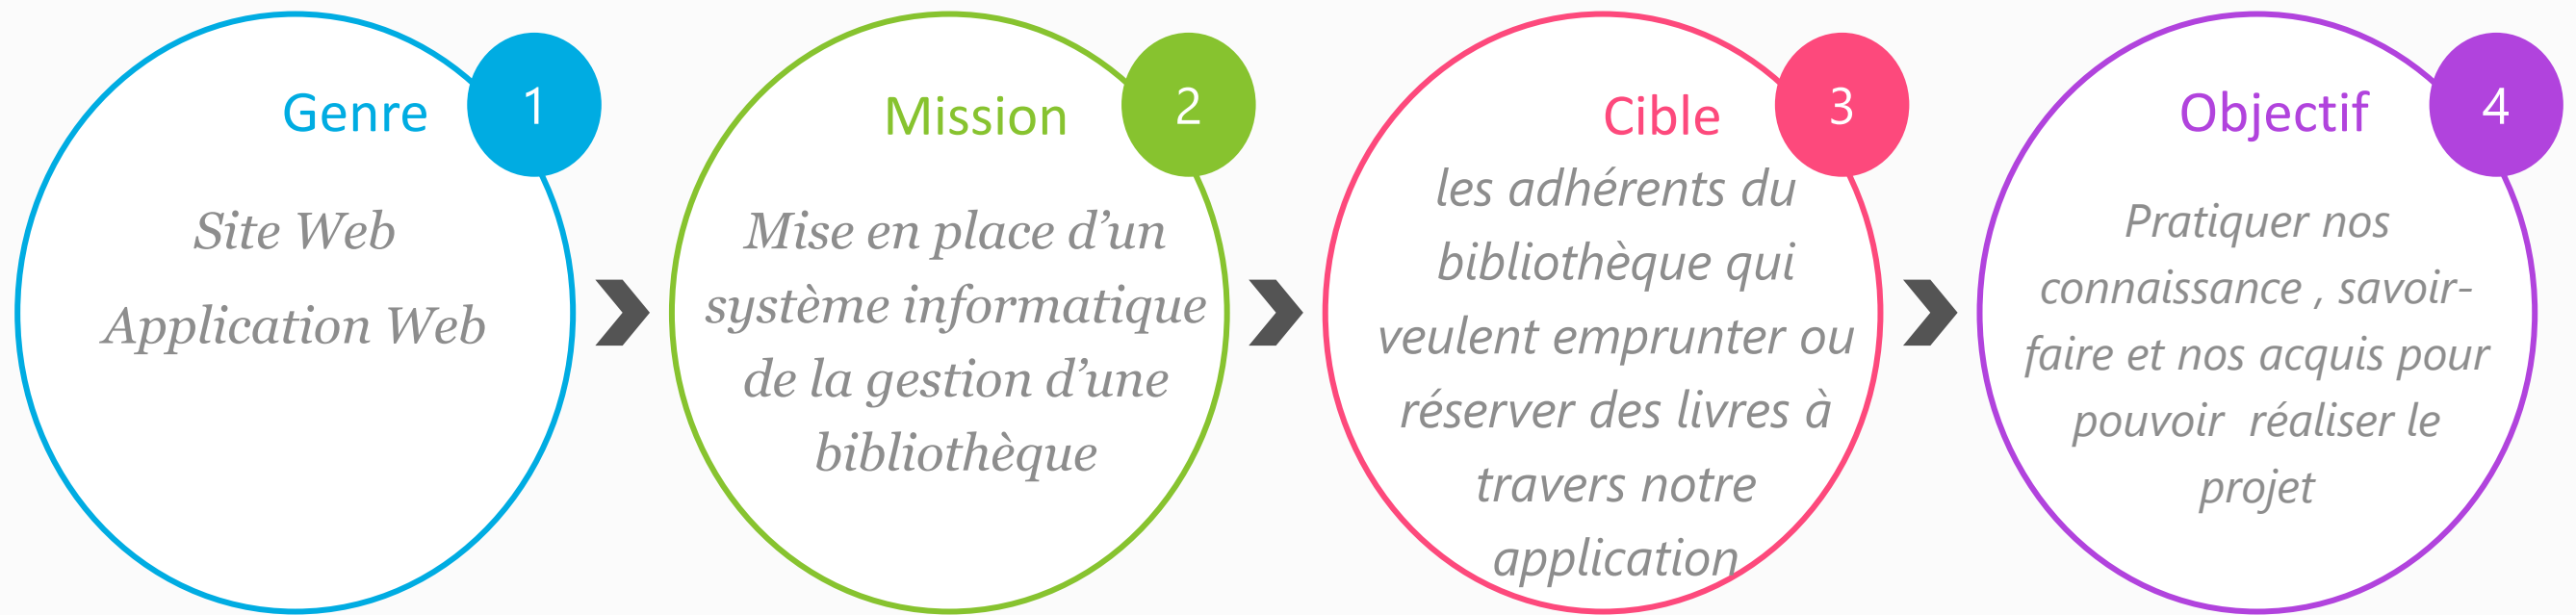 Genre
1
Site Web
Application Web
Mission
2
Mise en place d’un
système informatique
de la gestion d’une
bibliothèque
Cible
3
les adhérents du
bibliothèque qui
veulent emprunter ou
réserver des livres à
travers notre
application
Objectif
4
Pratiquer nos
connaissance , savoir-
faire et nos acquis pour
pouvoir  réaliser le
projet